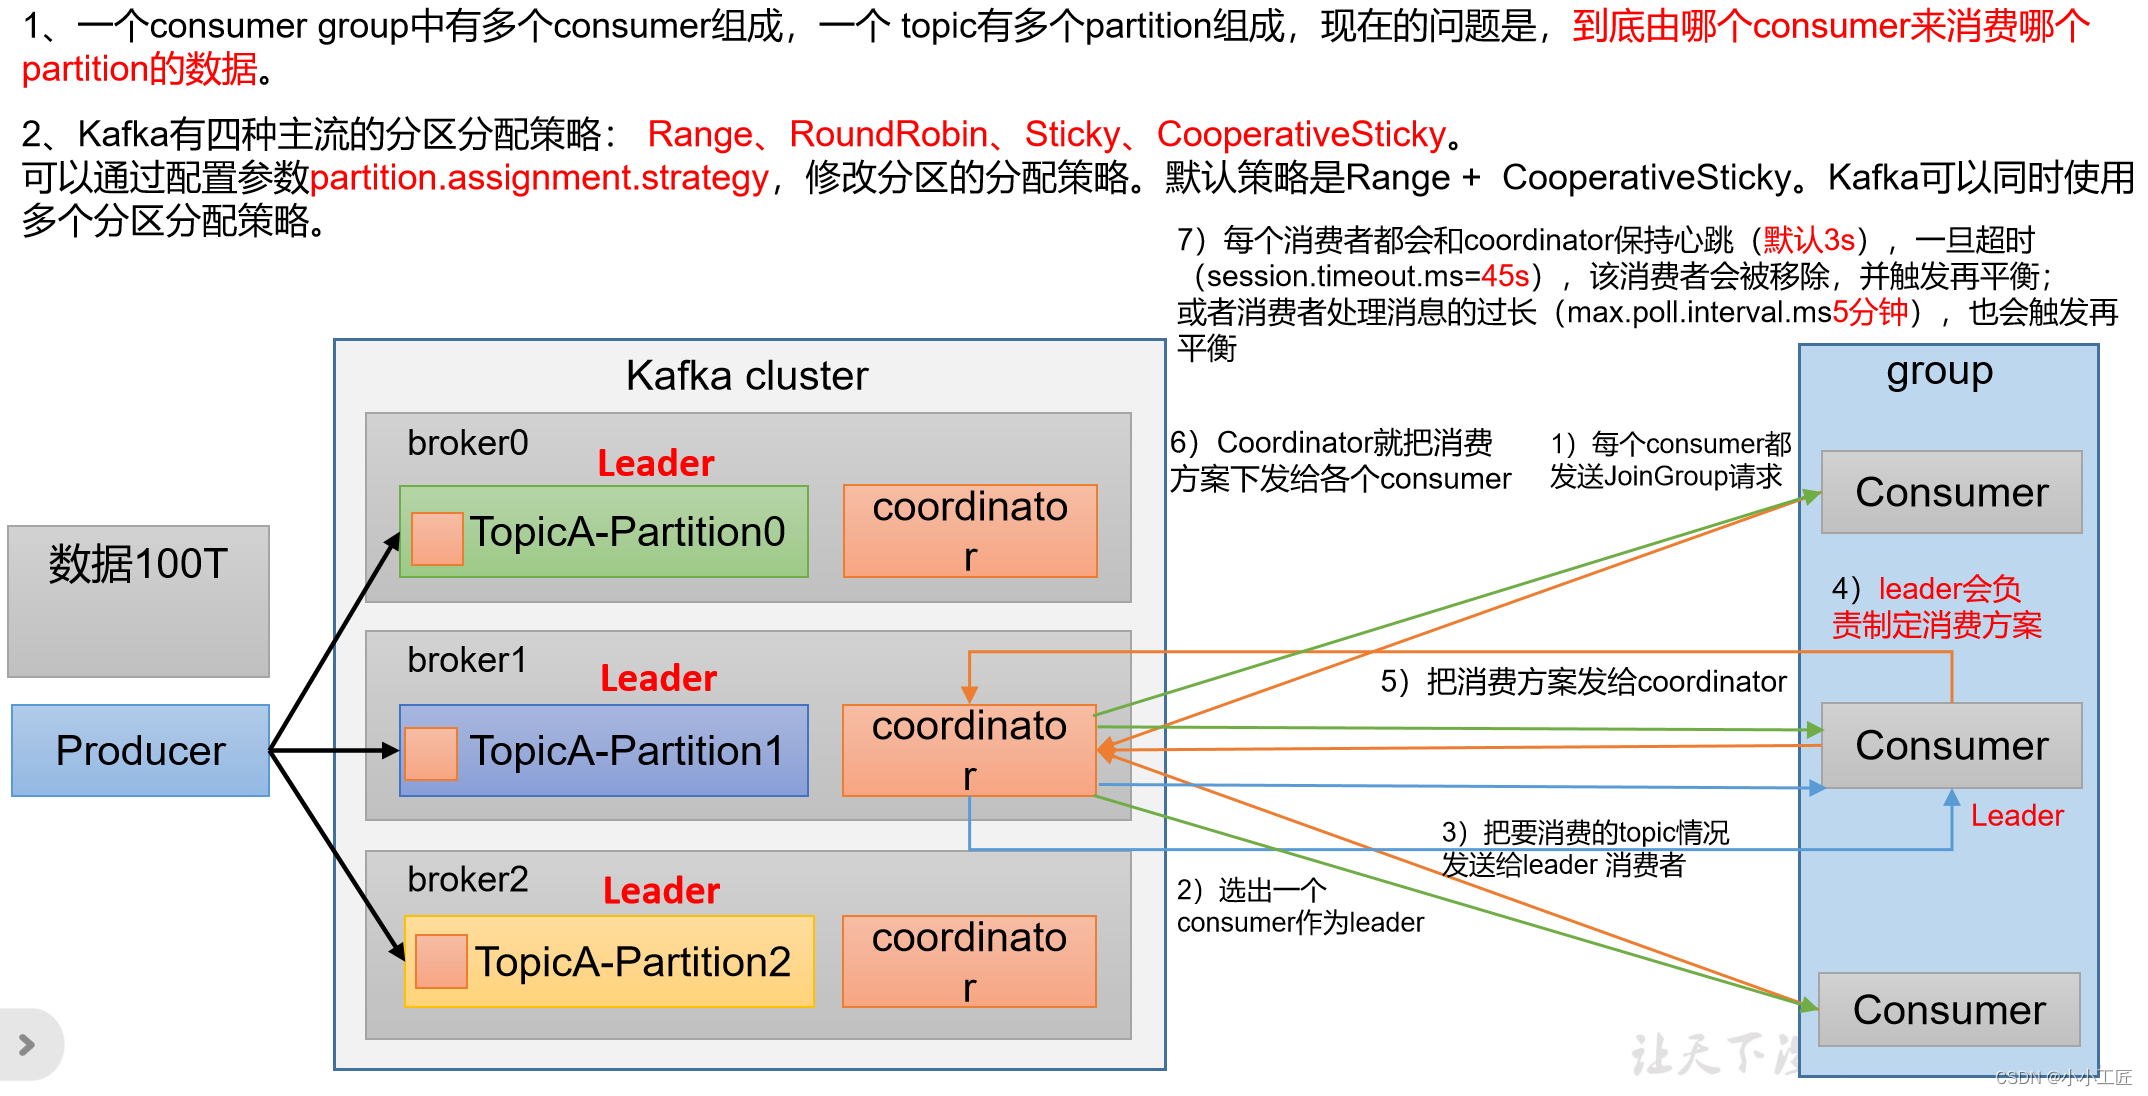 1、一个consumer group中有多个consumer组成，一个 topic有多个partition组成，现在的问题是，到底由哪个consumer来消费哪个
partition的数据。
2、Kafka有四种主流的分区分配策略： Range、RoundRobin、Sticky、CooperativeSticky。
可以通过配置参数partition.assignment.strategy，修改分区的分配策略。默认策略是Range + CooperativeSticky。Kafka可以同时使用
多个分区分配策略。
7）每个消费者都会和coordinator保持心跳（默认3s），一旦超时
（session.timeout.ms=45s），该消费者会被移除，并触发再平衡；
或者消费者处理消息的过长（max.poll.interval.ms5分钟），也会触发再
平衡
Kafka cluster
group
broker0
Leader
TopicA-Partition0
coordinato
r
6）Coordinator就把消费
方案下发给各个consumer
1）每个consumer都
发送JoinGroup请求
Consumer
数据100T
4）leader会负
责制定消费方案
broker1
Leader
5）把消费方案发给coordinator
Producer
TopicA-Partition1
coordinato
r
Consumer
Leader
3）把要消费的topic情况
发送给leader 消费者
broker2
Leader
2）选出一个
consumer作为leader
TopicA-Partition2
coordinato
r
Consumer
让天下没
CSDN @小小工匠